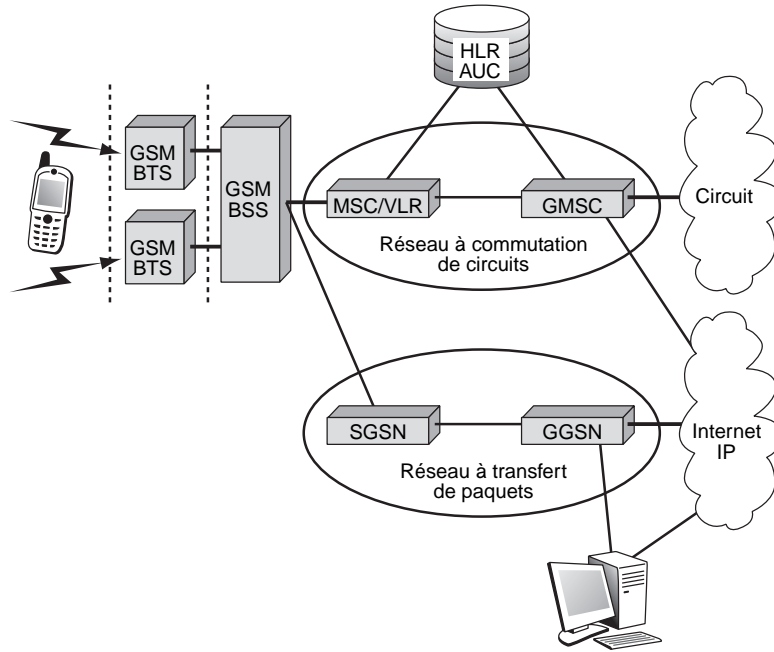 HLR
AUC
GSM
BTS
GSM
BSS
MSC/VLR
GMSC
Circuit
Réseau à commutation
de circuits
GSM
BTS
SGSN
GGSN
Internet
IP
Réseau à transfert
de paquets